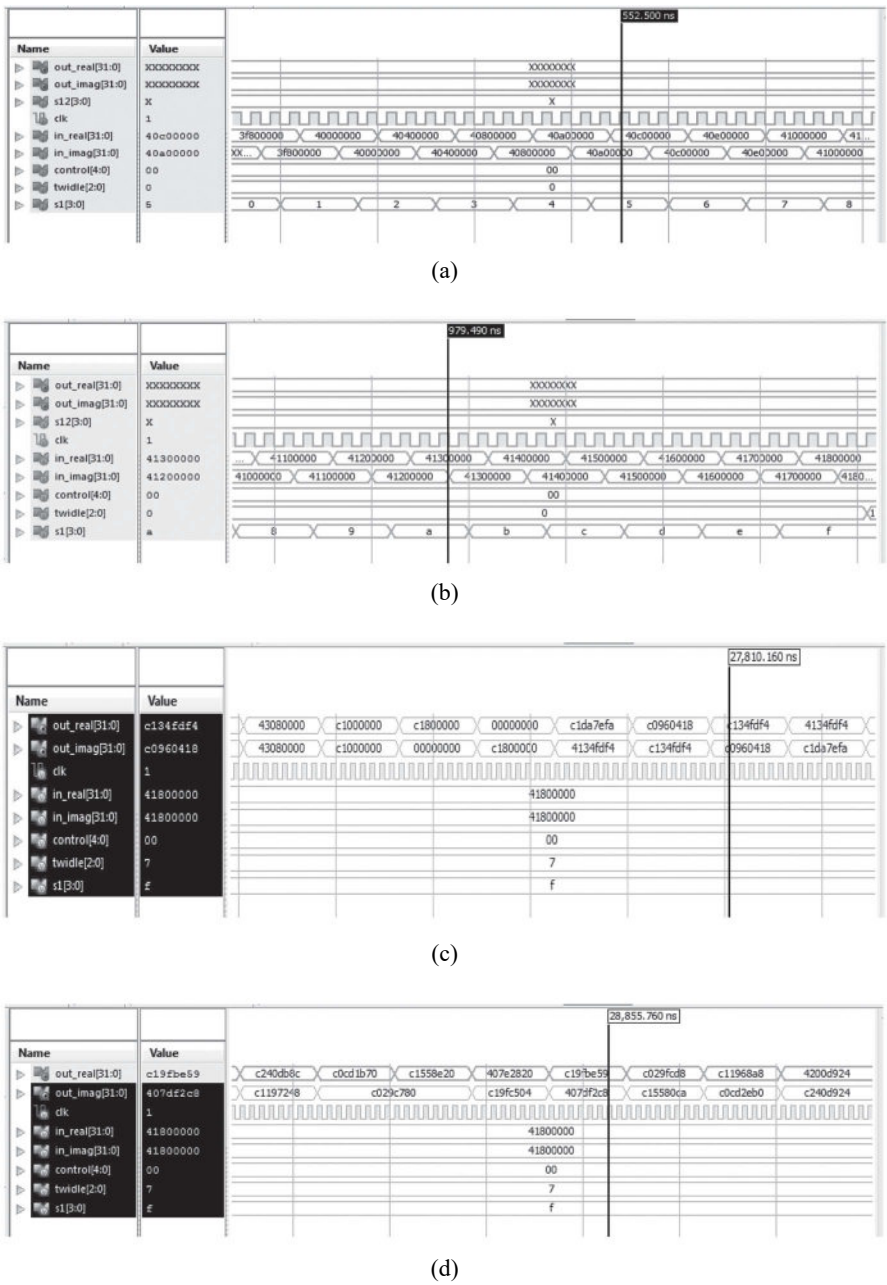 552.500 ns
Name Value
out_real[31:0] XXXXXXXX XXXXXXXX
out_imag[31:0] XXXXXXXX XXXXXXXX
s12[3:0] X X
clk 1
in_real[31:0] 40c00000 3f800000 40000000 40400000 40800000 40a00000 40c00000 40e00000 41000000 41...
in_imag[31:0] 40a00000 XX... 3f800000 40000000 40400000 40800000 40a00000 40c00000 40e00000 41000000
control[4:0] 00 00
twidle[2:0] 0 0
s1[3:0] 5 0 1 2 3 4 5 6 7 8
(a)
979.490 ns
Name Value
out_real[31:0] XXXXXXXX XXXXXXXX
out_imag[31:0] XXXXXXXX XXXXXXXX
s12[3:0] X X
clk 1
in_real[31:0] 41300000 ... 41100000 41200000 41300000 41400000 41500000 41600000 41700000 41800000
in_imag[31:0] 41200000 41000000 41100000 41200000 41300000 41400000 41500000 41600000 41700000 4180...
control[4:0] 00 00
twidle[2:0] 0 0 1
s1[3:0] a 8 9 a b c d e f
(b)
27,810.160 ns
Name Value
out_real[31:0] c134fdf4 43080000 c1000000 c1800000 00000000 c1da7efa c0960418 c134fdf4 4134fdf4
out_imag[31:0] c0960418 43080000 c1000000 00000000 c1800000 4134fdf4 c134fdf4 c0960418 c1da7efa
clk 1
in_real[31:0] 41800000 41800000
in_imag[31:0] 41800000 41800000
control[4:0] 00 00
twidle[2:0] 7 7
s1[3:0] f f
(c)
28,855.760 ns
Name Value
out_real[31:0] c19fbe59 c240db8c c0cd1b70 c1558e20 407e2820 c19fbe59 c029fcd8 c11968a8 4200d924
out_imag[31:0] 407df2c8 c1197248 c029c780 c19fc504 407df2c8 c15580ca c0cd2eb0 c240d924
clk 1
in_real[31:0] 41800000 41800000
in_imag[31:0] 41800000 41800000
control[4:0] 00 00
twidle[2:0] 7 7
s1[3:0] f f
(d)